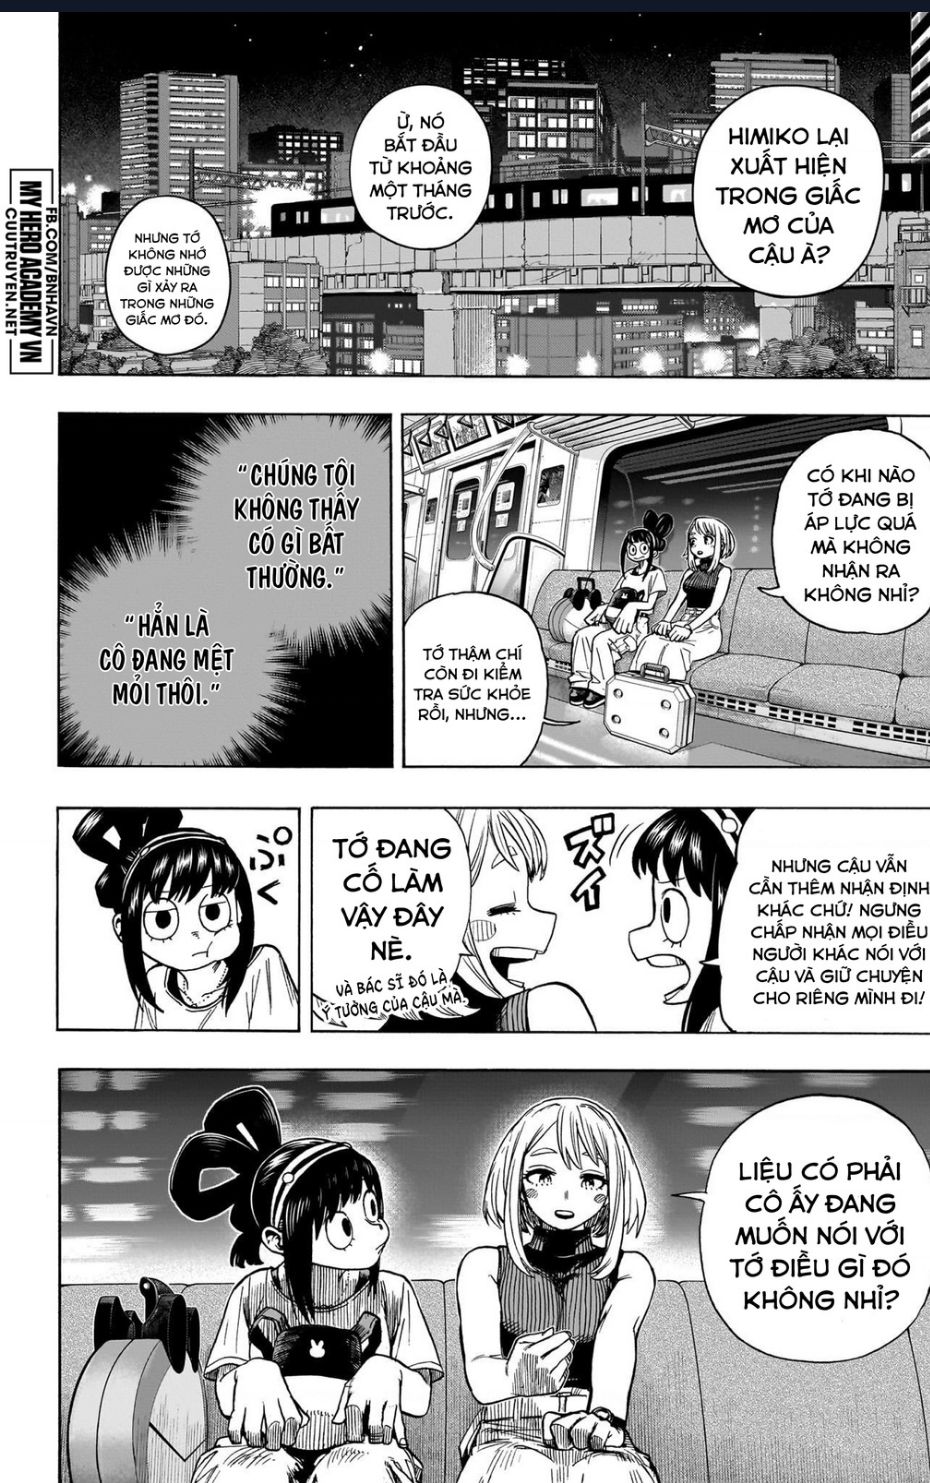 HIMIKO LẠI
XUẤT HIỆN
TRONG GIẤC
MƠ CỦA
CẬU À?
Ừ, NÓ
BẮT ĐẦU
TỪ KHOẢNG
MỘT THÁNG
TRƯỚC.
NHƯNG TỚ
KHÔNG NHỚ
ĐƯỢC NHỮNG
GÌ XẢY RA
TRONG NHỮNG
GIẤC MƠ ĐÓ.
FB.COM/BNHAVN
MY HERO ACADEMY VN
CUUTRUYEN.NET
CÓ KHI NÀO
TỚ ĐANG BỊ
ÁP LỰC QUÁ
MÀ KHÔNG
NHẬN RA
KHÔNG NHỈ?
TỚ THẬM CHÍ
CÒN ĐI KIỂM
TRA SỨC KHỎE
RỒI, NHƯNG...
“CHÚNG TÔI
KHÔNG THẤY
CÓ GÌ BẤT
THƯỜNG.”
“HẲN LÀ
CÔ ĐANG MỆT
MỎI THÔI.”
NHƯNG CẬU VẪN
CẦN THÊM NHẬN ĐỊNH
KHÁC CHỨ! NGƯNG
CHẤP NHẬN MỌI ĐIỀU
NGƯỜI KHÁC NÓI VỚI
CẬU VÀ GIỮ CHUYỆN
CHO RIÊNG MÌNH ĐI!
ズイ
TỚ ĐANG
CỐ LÀM
VẬY ĐÂY
NÈ.
VÀ BÁC SĨ ĐÓ LÀ
Ý TƯỞNG CỦA CẬU MÀ.
ぷく
LIỆU CÓ PHẢI
CÔ ẤY ĐANG
MUỐN NÓI VỚI
TỚ ĐIỀU GÌ ĐÓ
KHÔNG NHỈ?